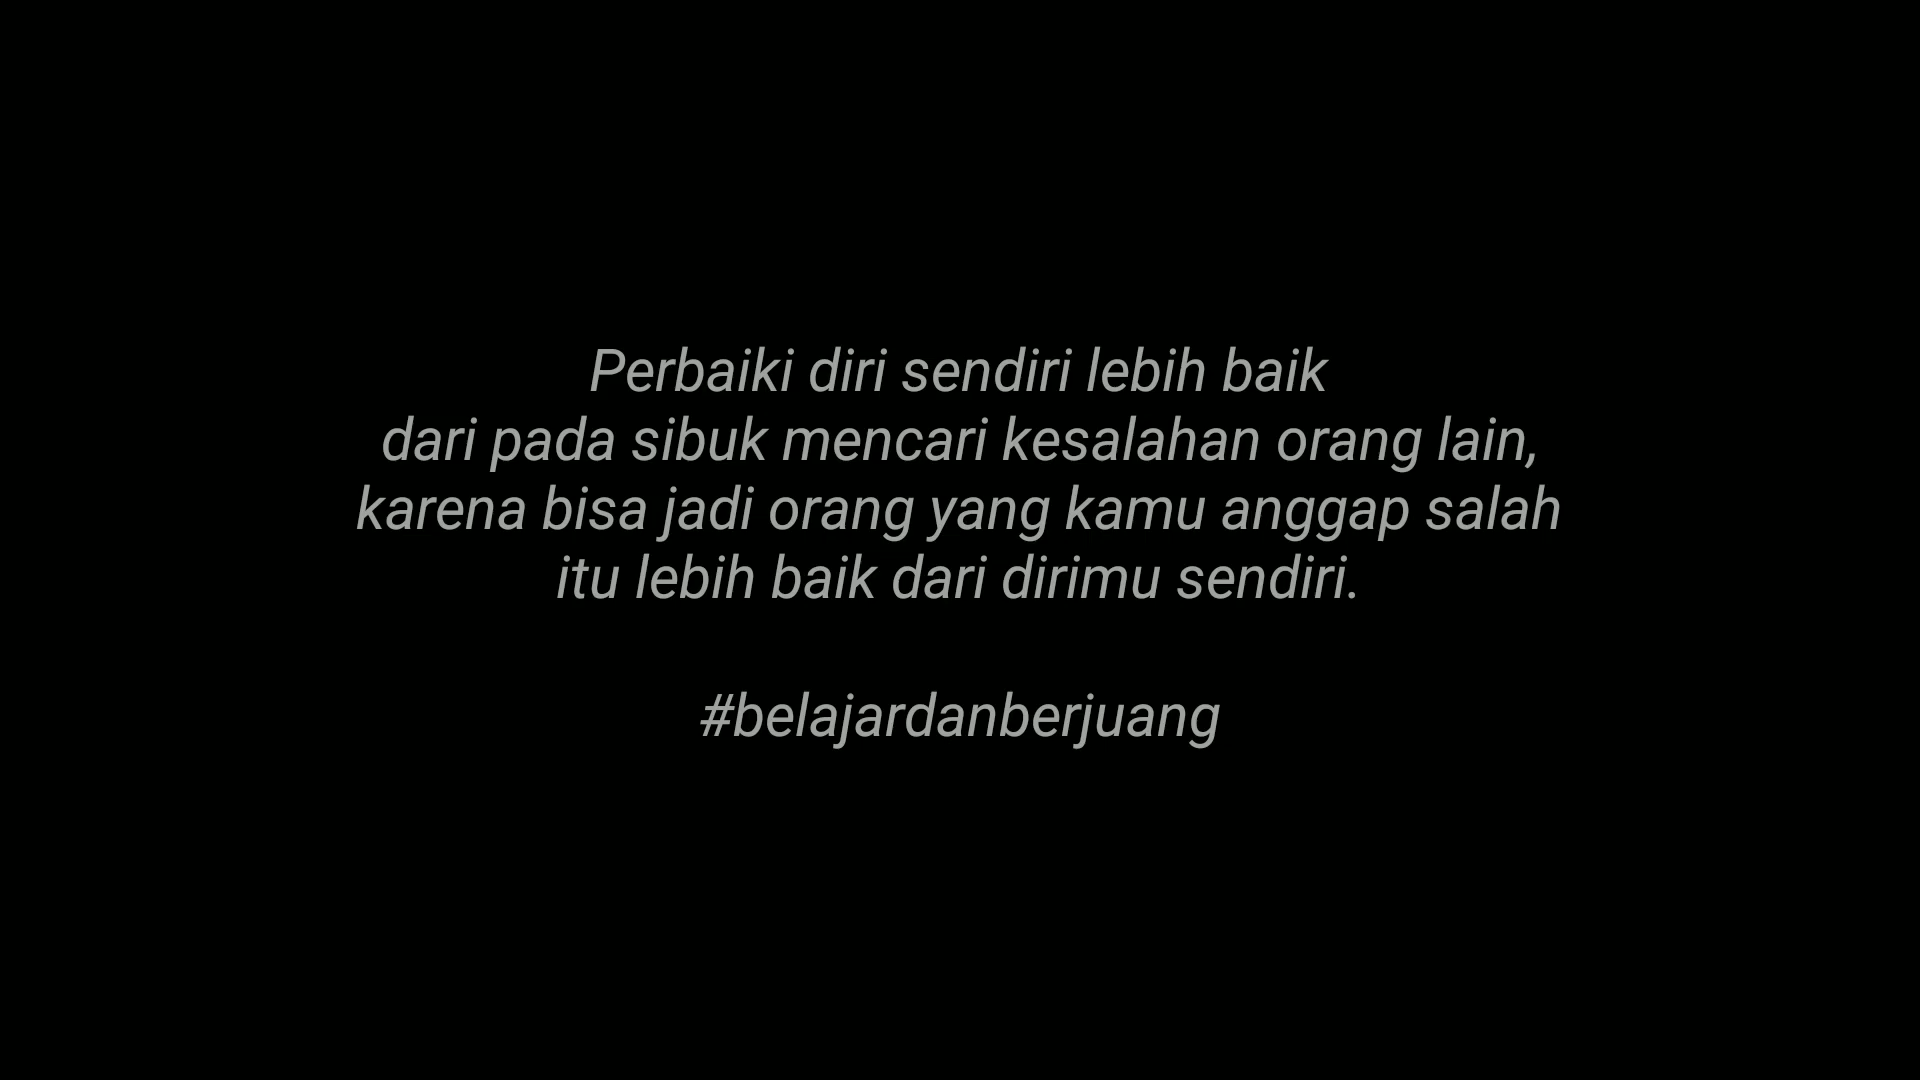 Perbaiki diri sendiri lebih baik
dari pada sibuk mencari kesalahan orang lain,
karena bisa jadi orang yang kamu anggap salah
itu lebih baik dari dirimu sendiri.
#belajardanberjuang